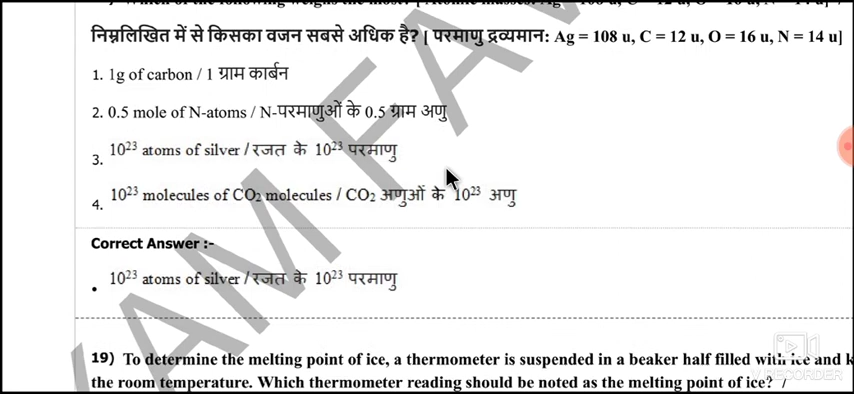 निम्नलिखित में से किसका वजन सबसे अधिक है? [ परमाणु द्रव्यमान: Ag = 108 u, C = 12 u, O = 16 u, N = 14 u]
1. 1g of carbon / 1 ग्राम कार्बन
2. 0.5 mole of N-atoms / N-परमाणुओं के 0.5 ग्राम अणु
3. 10²³ atoms of silver / रजत के 10²³ परमाणु
4. 10²³ molecules of CO₂ molecules / CO₂ अणुओं के 10²³ अणु
Correct Answer :-
• 10²³ atoms of silver / रजत के 10²³ परमाणु
19) To determine the melting point of ice, a thermometer is suspended in a beaker half filled with ice and k
the room temperature. Which thermometer reading should be noted as the melting point of ice? /
V RECORDER